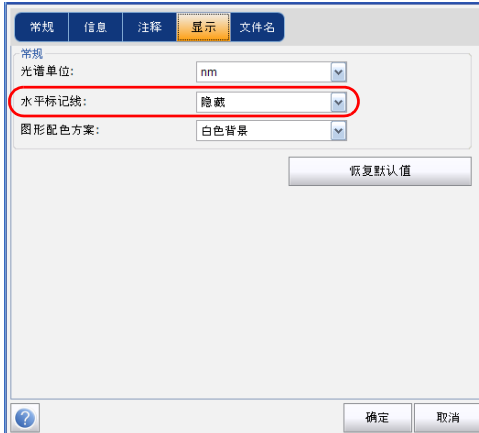 常规 信息 注释 显示 文件名
常规
光谱单位: nm
水平标记线: 隐藏
图形配色方案: 白色背景
恢复默认值
? 确定 取消